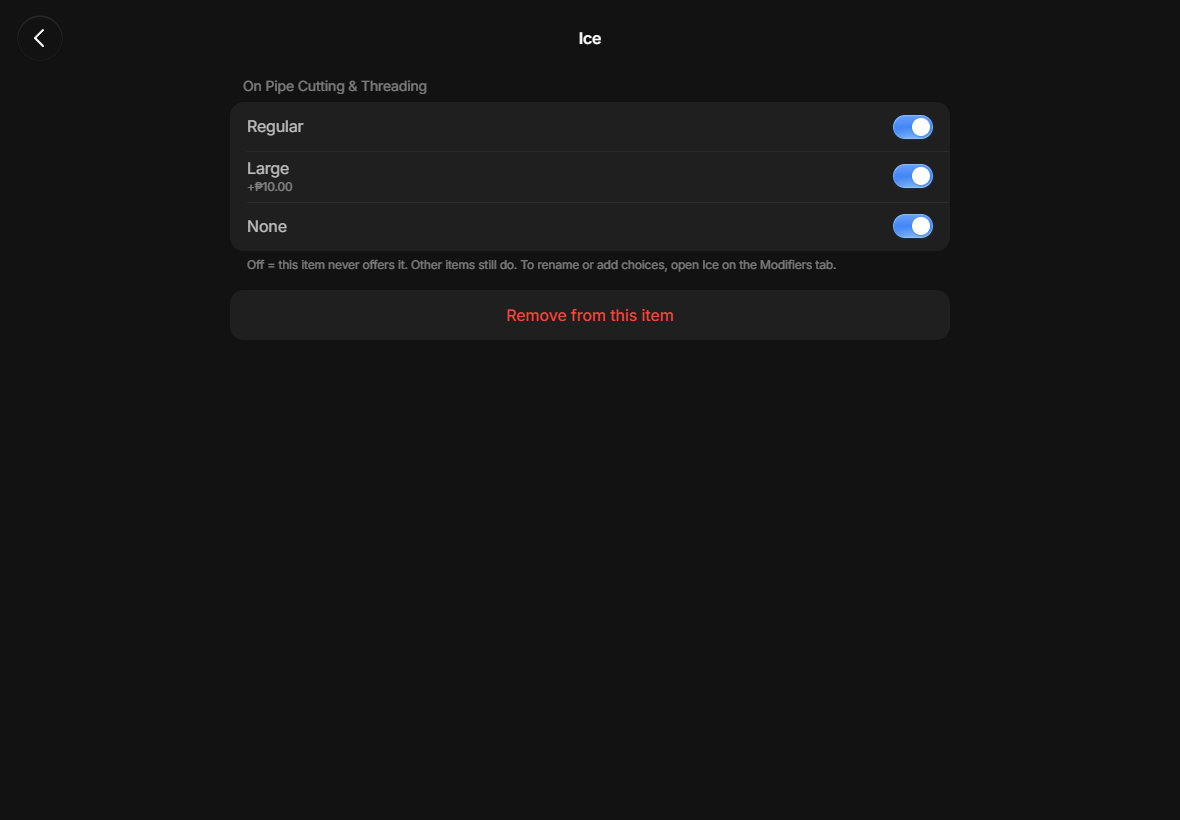 Ice
On Pipe Cutting & Threading
Regular
Large
+₱10.00
None
Off = this item never offers it. Other items still do. To rename or add choices, open Ice on the Modifiers tab.
Remove from this item